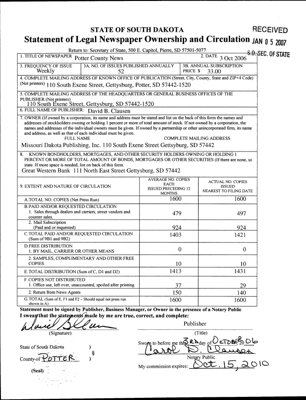 STATE OF SOUTH DAKOTA
RECEIVED
Statement of Legal Newspaper Ownership and Circulation
JAN 05 2007
Return to: Secretary of State, 500 E. Capitol, Pierre, SD 57501-5077
S.D. SEC. OF STATE
1. TITLE OF NEWSPAPER
Potter County News
2. DATE
3 Oct 2006
3. FREQUENCY OF ISSUE
Weekly
3A. NO. OF ISSUES PUBLISHED ANNUALLY
52
3B. ANNUAL SUBSCRIPTION
PRICE $ 33.00
4. COMPLETE MAILING ADDRESS OF KNOWN OFFICE OF PUBLICATION (Street, City, County, State and ZIP+4 Code)
(Not printers) 110 South Exene Street, Gettysburg, Potter, SD 57442-1520
5. COMPLETE MAILING ADDRESS OF THE HEADQUARTERS OR GENERAL BUSINESS OFFICES OF THE
PUBLISHER (Not printers)
110 South Exene Street, Gettysburg, SD 57442-1520
6. FULL NAME OF PUBLISHER: David B. Clausen
7. OWNER (If owned by a corporation, its name and address must be stated and list on the back of this form the names and
addresses of stockholders owning or holding 1 percent or more of total amount of stock. If not owned by a corporation, the
names and addresses of the individual owners must be given. If owned by a partnership or other unincorporated firm, its name
and address, as well as that of each individual must be given.
FULL NAME
COMPLETE MAILING ADDRESS
Missouri Dakota Publishing, Inc. 110 South Exene Street Gettysburg, SD 57442
8. KNOWN BONDHOLDERS, MORTGAGES, AND OTHER SECURITY HOLDERS OWNING OR HOLDING 1
PERCENT OR MORE OF TOTAL AMOUNT OF BONDS, MORTGAGES OR OTHER SECURITIES (If there are none, so
state. If more space is needed, list on back of this form.
Great Western Bank 111 North East Street Gettysburg, SD 57442
9. EXTENT AND NATURE OF CIRCULATION
AVERAGE NO. COPIES
EACH
ISSUED PRECEDING 12
MONTHS
ACTUAL NO. COPIES
ISSUED
NEAREST TO FILING DATE
A. TOTAL NO. COPIES (Net Press Run) 1600 1600
B. PAID AND/OR REQUESTED CIRCULATION
1. Sales through dealers and carriers, street vendors and
counter sales. 479 497
2. Mail Subscription
(Paid and or requested) 924 924
C. TOTAL PAID AND/OR REQUESTED CIRCULATION
(Sum of 9B1 and 9B2) 1403 1421
D. FREE DISTRIBUTION
1. BY MAIL, CARRIER OR OTHER MEANS 0 0
2. SAMPLES, COMPLIMENTARY AND OTHER FREE
COPIES 10 10
E. TOTAL DISTRIBUTION (Sum of C, D1 and D2) 1413 1431
F. COPIES NOT DISTRIBUTED
1. Office use, left over, unaccounted, spoiled after printing 37 29
2. Return from News Agents 150 140
G. TOTAL (Sum of E, F1 and F2 - Should equal net press run
shown in A) 1600 1600
Statement must be signed by Publisher, Business Manager, or Owner in the presence of a Notary Public
I swear that the statements made by me are true, correct, and complete:
Publisher
(Signature)
(Title)
State of South Dakota )
) §
County of POTTER )
Sworn to before me this 3RD day of OCTOBER 06
Carol D. Clausen
Notary Public
(Seal)
My commission expires: Oct. 15, 2010